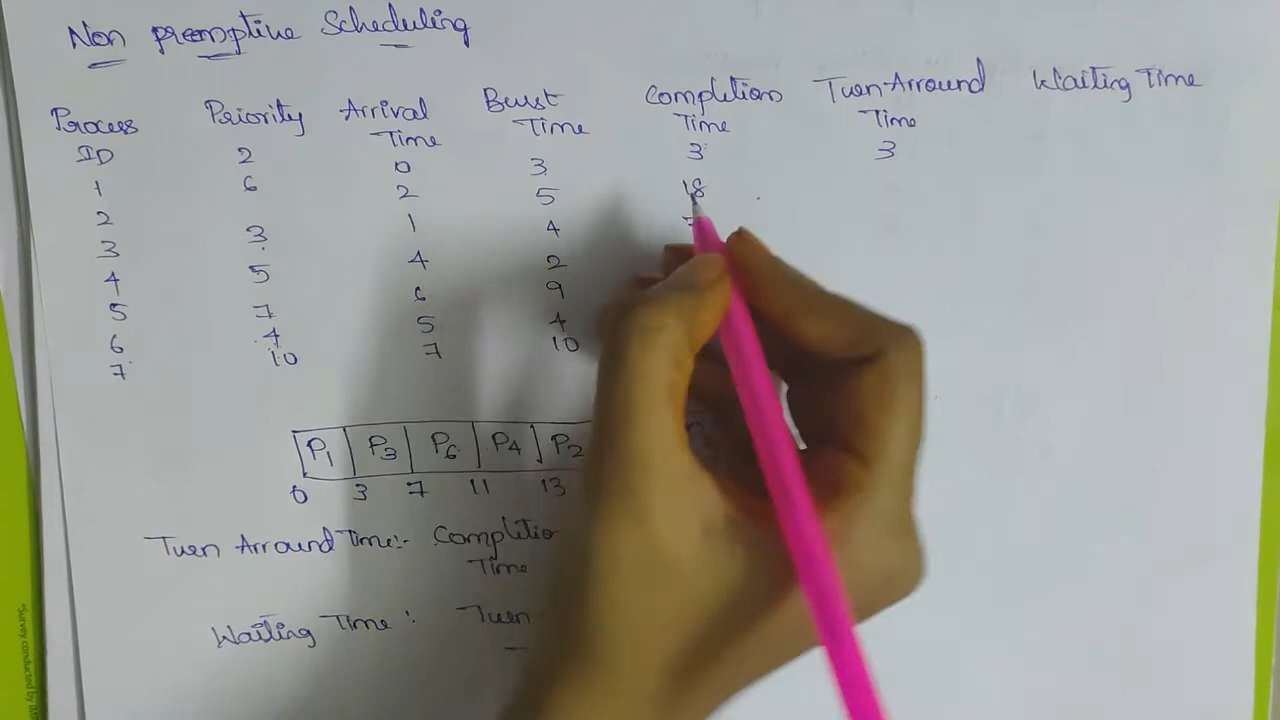 Non premptive Scheduling
Process ID Priority Arrival Time Burst Time Completion Time Turn Arround Time Waiting Time
1 2 0 3 3 3
2 6 2 5 18
3 3 1 4
4 5 4 2
5 7 6 9
6 4 5 4
7 10 7 10
P1 P3 P6 P4 P2
0 3 7 11 13
Turn Arround Time:- Completio
Time
Waiting Time : Turn